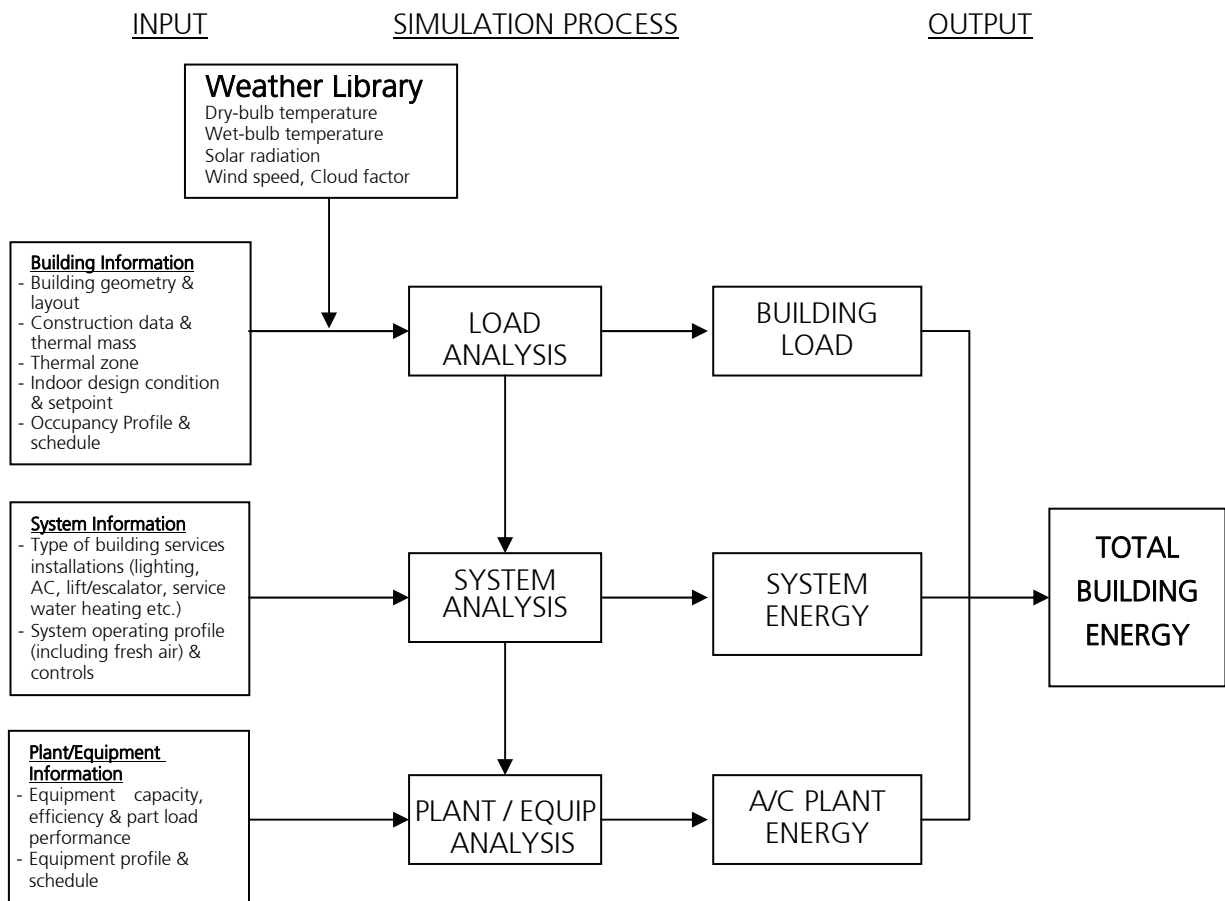 INPUT
SIMULATION PROCESS
OUTPUT
Weather Library
Dry-bulb temperature
Wet-bulb temperature
Solar radiation
Wind speed, Cloud factor
Building Information
- Building geometry &
layout
- Construction data &
thermal mass
- Thermal zone
- Indoor design condition
& setpoint
- Occupancy Profile &
schedule
LOAD
ANALYSIS
BUILDING
LOAD
System Information
- Type of building services
installations (lighting,
AC, lift/escalator, service
water heating etc.)
- System operating profile
(including fresh air) &
controls
SYSTEM
ANALYSIS
SYSTEM
ENERGY
TOTAL
BUILDING
ENERGY
Plant/Equipment
Information
- Equipment capacity,
efficiency & part load
performance
- Equipment profile &
schedule
PLANT / EQUIP
ANALYSIS
A/C PLANT
ENERGY